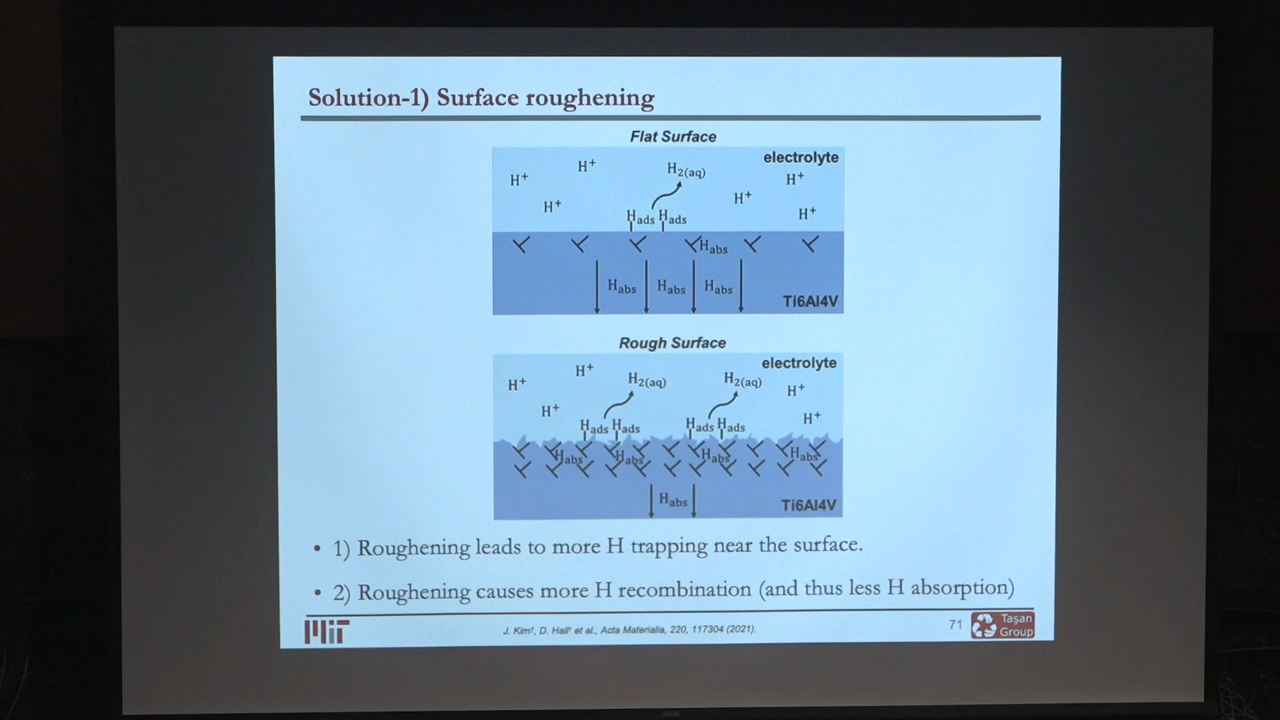 Solution-1) Surface roughening
Flat Surface
electrolyte
H+ H+ H2(aq) H+
H+ H+ H+
Hads Hads
Habs
Habs Habs Habs
Ti6Al4V
Rough Surface
electrolyte
H+ H+ H2(aq) H2(aq) H+
H+ H+
Hads Hads Hads Hads
Habs Habs Habs Habs
Habs
Ti6Al4V
• 1) Roughening leads to more H trapping near the surface.
• 2) Roughening causes more H recombination (and thus less H absorption)
MIT
J. Kim†, D. Hall† et al., Acta Materialia, 220, 117304 (2021).
71
Taşan
Group